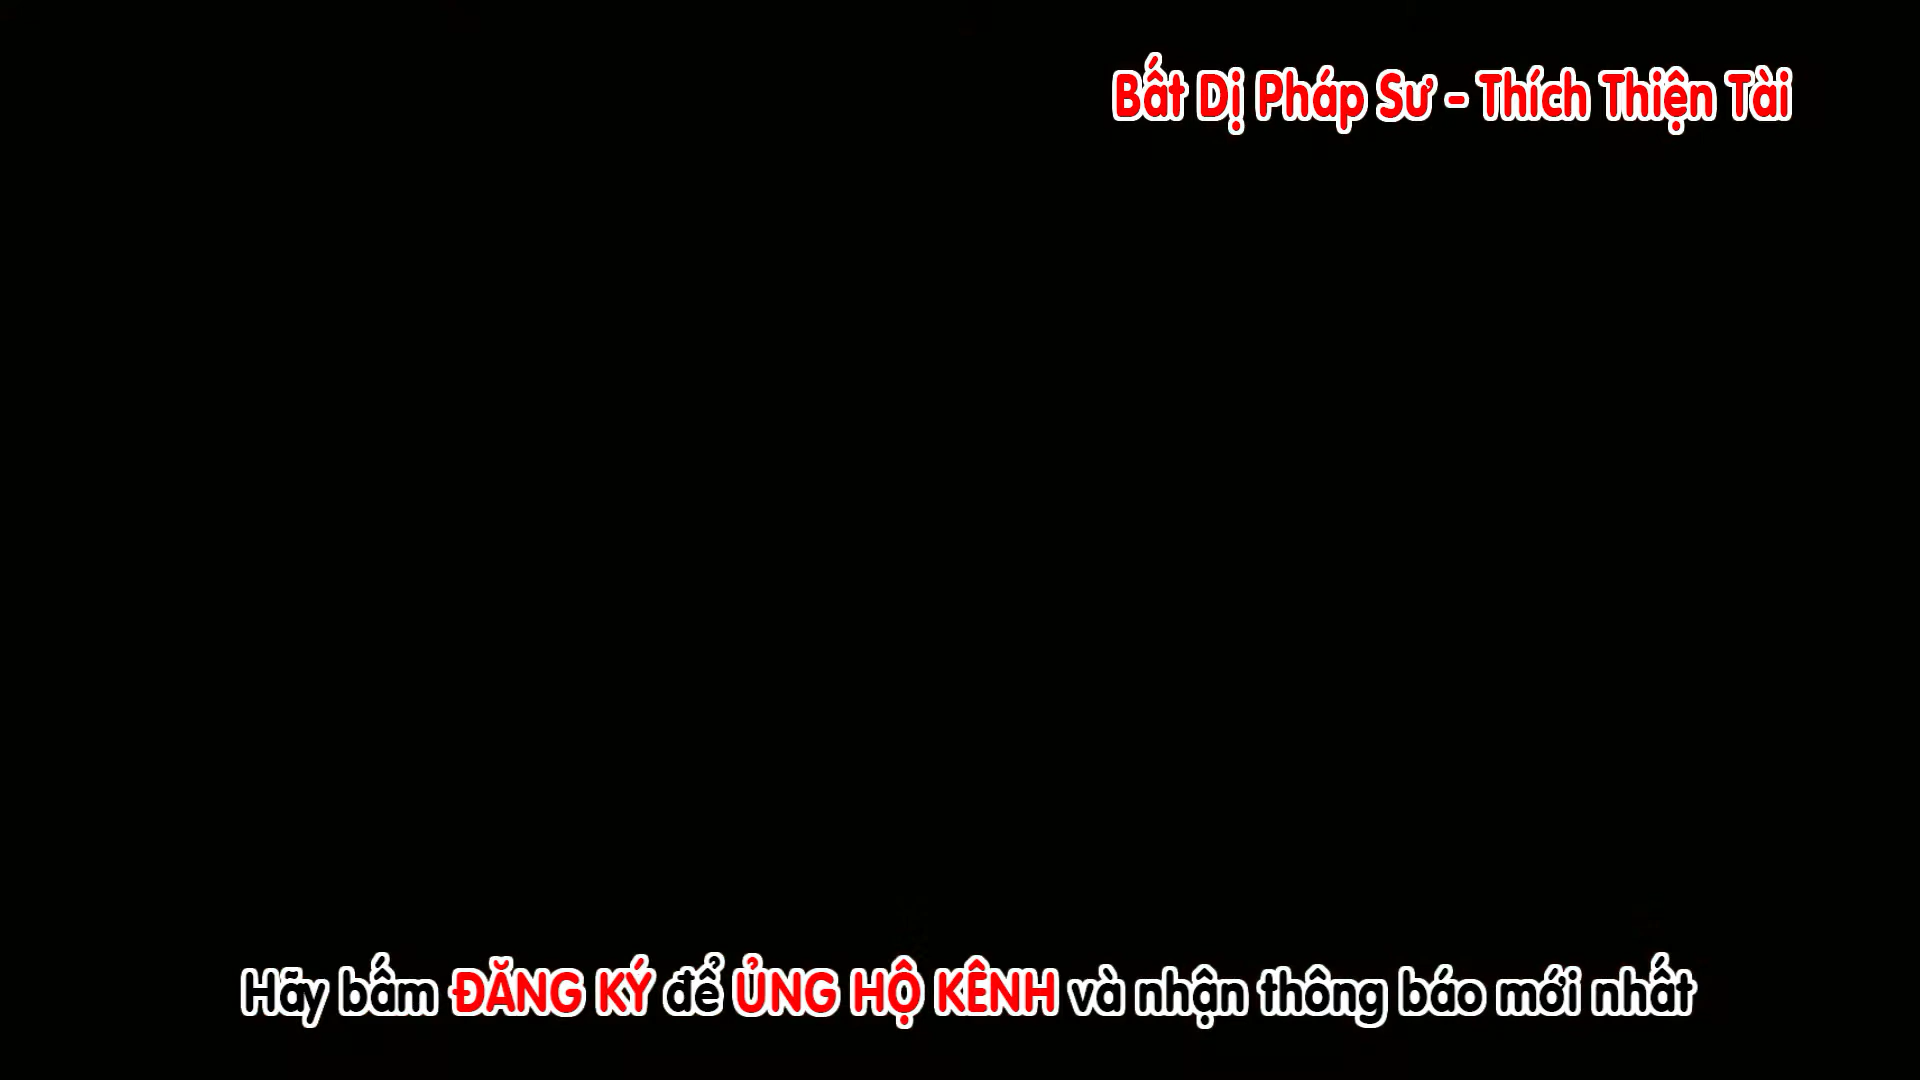 Bất Dị Pháp Sư - Thích Thiện Tài
Hãy bấm ĐĂNG KÝ để ỦNG HỘ KÊNH và nhận thông báo mới nhất